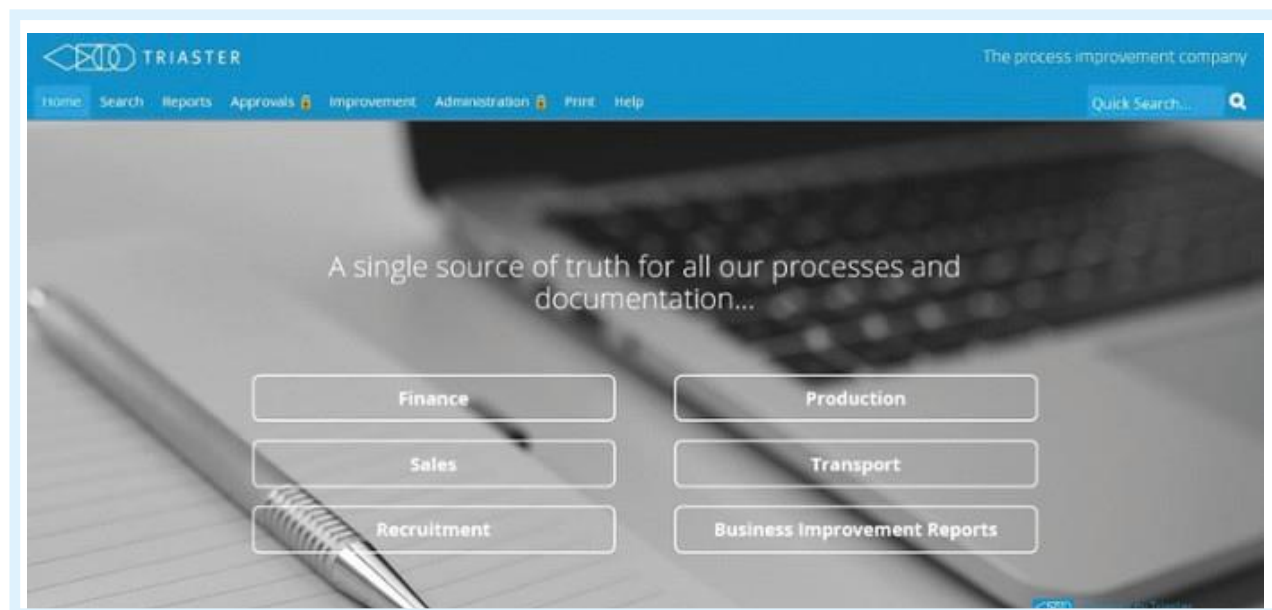 TRIASTER
The process improvement company
Home Search Reports Approvals Improvement Administration Print Help
Quick Search...
A single source of truth for all our processes and
documentation...
Finance
Production
Sales
Transport
Recruitment
Business Improvement Reports